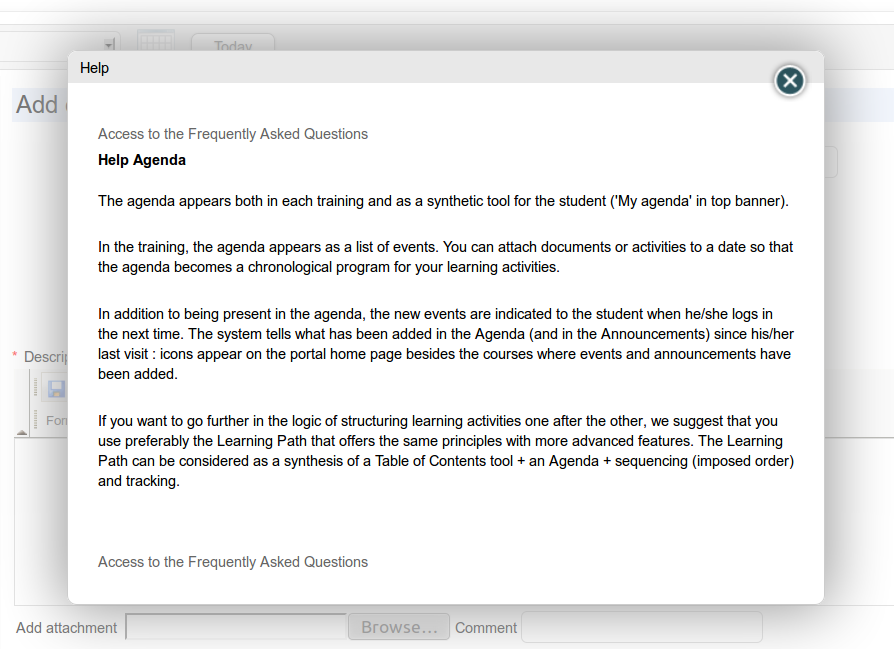 Today
Help
Add
Access to the Frequently Asked Questions
Help Agenda
The agenda appears both in each training and as a synthetic tool for the student ('My agenda' in top banner).
In the training, the agenda appears as a list of events. You can attach documents or activities to a date so that
the agenda becomes a chronological program for your learning activities.
In addition to being present in the agenda, the new events are indicated to the student when he/she logs in
the next time. The system tells what has been added in the Agenda (and in the Announcements) since his/her
last visit : icons appear on the portal home page besides the courses where events and announcements have
been added.
* Descrip
For
If you want to go further in the logic of structuring learning activities one after the other, we suggest that you
use preferably the Learning Path that offers the same principles with more advanced features. The Learning
Path can be considered as a synthesis of a Table of Contents tool + an Agenda + sequencing (imposed order)
and tracking.
Access to the Frequently Asked Questions
Add attachment Browse... Comment